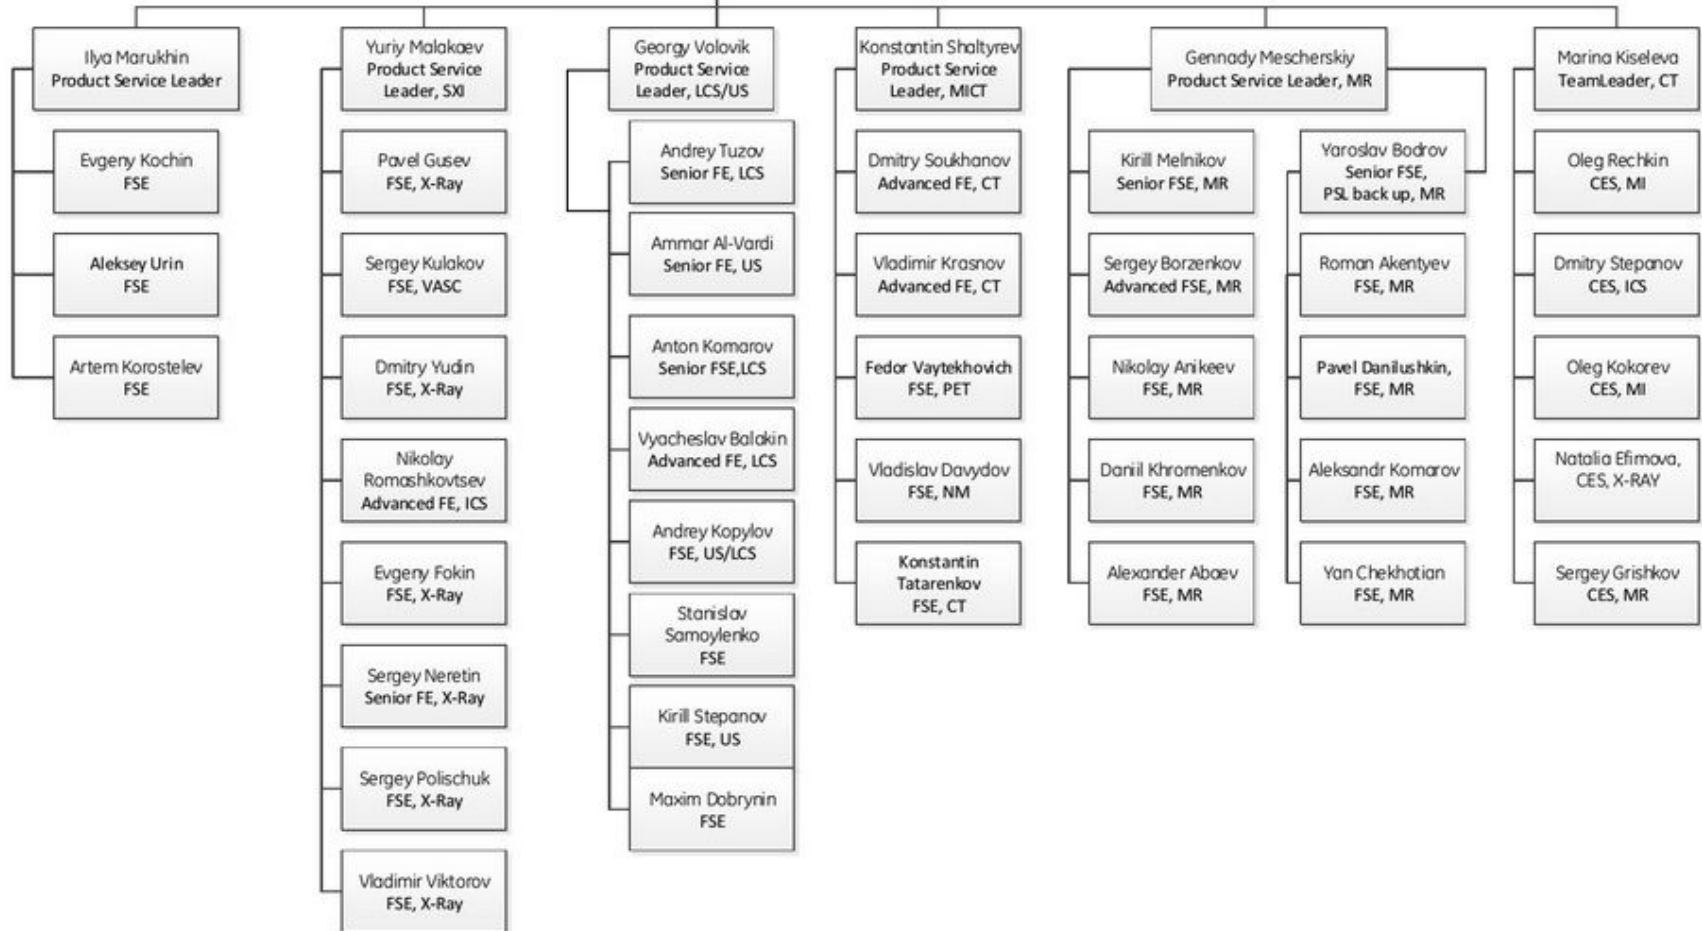 Ilya Marukhin
Product Service Leader
Evgeny Kochin
FSE
Aleksey Urin
FSE
Artem Korostelev
FSE
Yuriy Malakaev
Product Service
Leader, SXI
Pavel Gusev
FSE, X-Ray
Sergey Kulakov
FSE, VASC
Dmitry Yudin
FSE, X-Ray
Nikolay
Romashkovtsev
Advanced FE, ICS
Evgeny Fokin
FSE, X-Ray
Sergey Neretin
Senior FE, X-Ray
Sergey Polischuk
FSE, X-Ray
Vladimir Viktorov
FSE, X-Ray
Georgy Volovik
Product Service
Leader, LCS/US
Andrey Tuzov
Senior FE, LCS
Ammar Al-Vardi
Senior FE, US
Anton Komarov
Senior FSE,LCS
Vyacheslav Balakin
Advanced FE, LCS
Andrey Kopylov
FSE, US/LCS
Stanislav
Samoylenko
FSE
Kirill Stepanov
FSE, US
Maxim Dobrynin
FSE
Konstantin Shaltyrev
Product Service
Leader, MICT
Dmitry Soukhanov
Advanced FE, CT
Vladimir Krasnov
Advanced FE, CT
Fedor Vaytekhovich
FSE, PET
Vladislav Davydov
FSE, NM
Konstantin
Tatarenkov
FSE, CT
Gennady Mescherskiy
Product Service Leader, MR
Kirill Melnikov
Senior FSE, MR
Sergey Borzenkov
Advanced FSE, MR
Nikolay Anikeev
FSE, MR
Daniil Khromenkov
FSE, MR
Alexander Abaev
FSE, MR
Yaroslav Bodrov
Senior FSE,
PSL back up, MR
Roman Akentyev
FSE, MR
Pavel Danilushkin,
FSE, MR
Aleksandr Komarov
FSE, MR
Yan Chekhotian
FSE, MR
Marina Kiseleva
TeamLeader, CT
Oleg Rechkin
CES, MI
Dmitry Stepanov
CES, ICS
Oleg Kokorev
CES, MI
Natalia Efimova,
CES, X-RAY
Sergey Grishkov
CES, MR